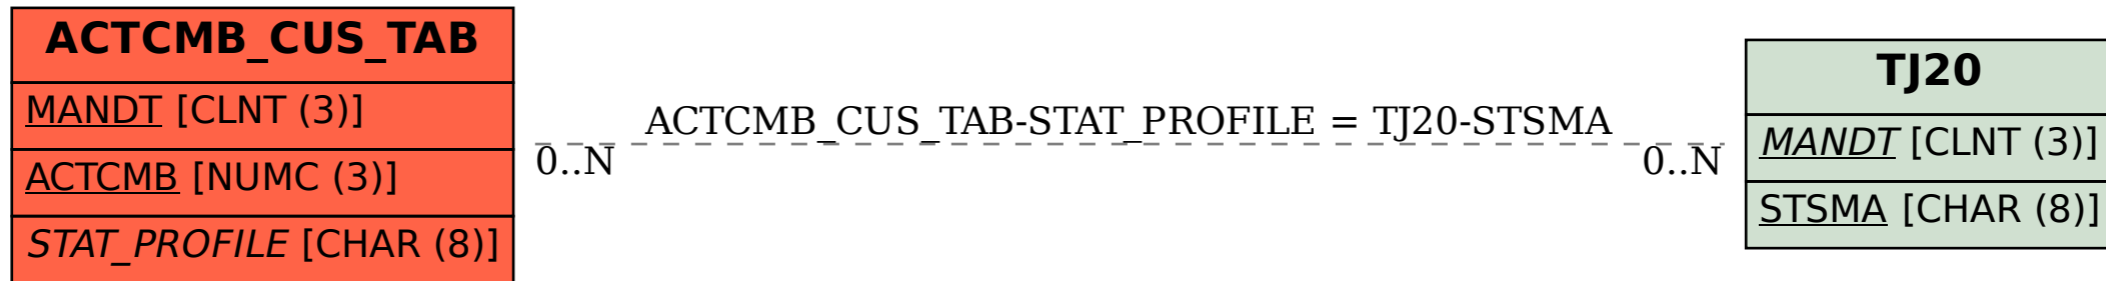 ACTCMB_CUS_TAB
MANDT [CLNT (3)]
ACTCMB [NUMC (3)]
STAT_PROFILE [CHAR (8)]
ACTCMB_CUS_TAB-STAT_PROFILE = TJ20-STSMA
0..N
0..N
TJ20
MANDT [CLNT (3)]
STSMA [CHAR (8)]